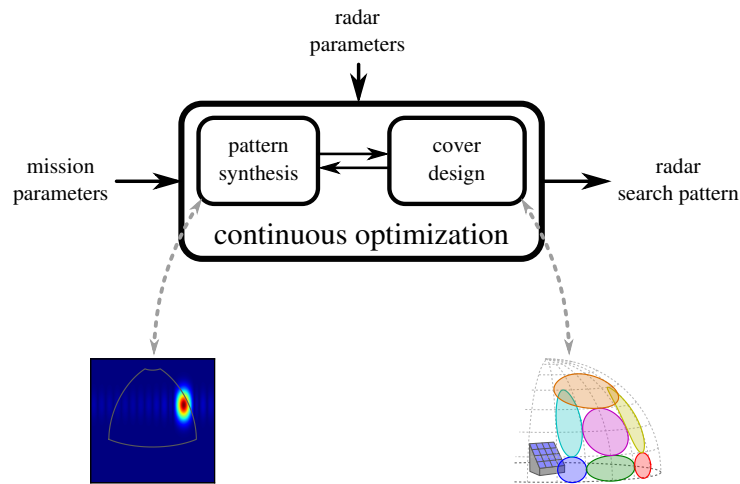 radar
parameters
mission
parameters
pattern
synthesis
cover
design
radar
search pattern
continuous optimization